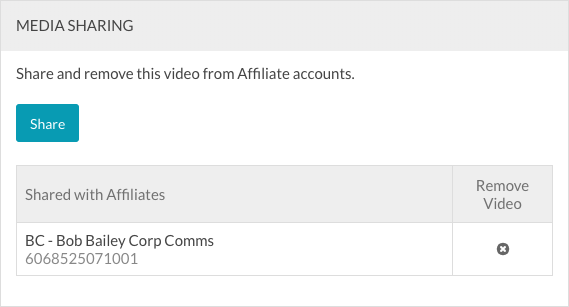 MEDIA SHARING
Share and remove this video from Affiliate accounts.
Share
Shared with Affiliates
Remove
Video
BC - Bob Bailey Corp Comms
6068525071001